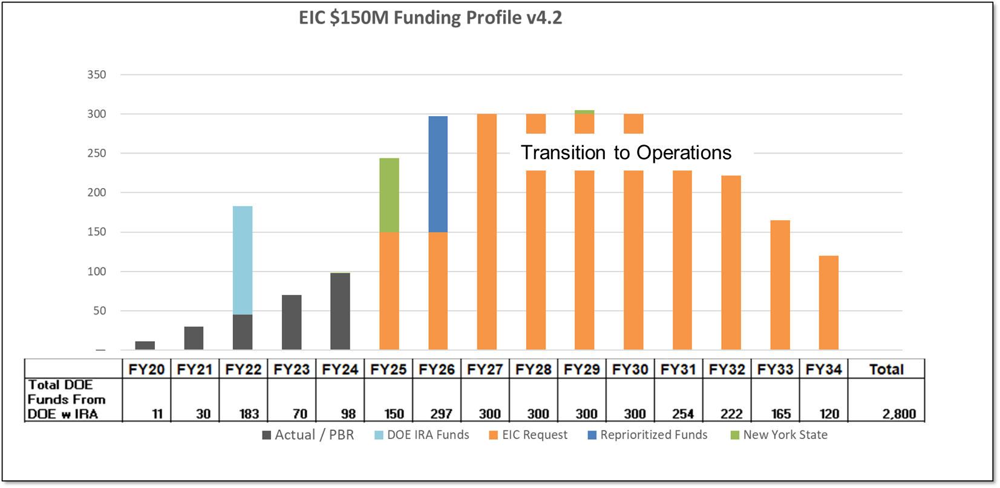 EIC $150M Funding Profile v4.2
350
300
250
200
150
100
50
—
Transition to Operations
FY20 FY21 FY22 FY23 FY24 FY25 FY26 FY27 FY28 FY29 FY30 FY31 FY32 FY33 FY34 Total
Total DOE
Funds From
DOE w IRA 11 30 183 70 98 150 297 300 300 300 300 254 222 165 120 2,800
Actual / PBR DOE IRA Funds EIC Request Reprioritized Funds New York State